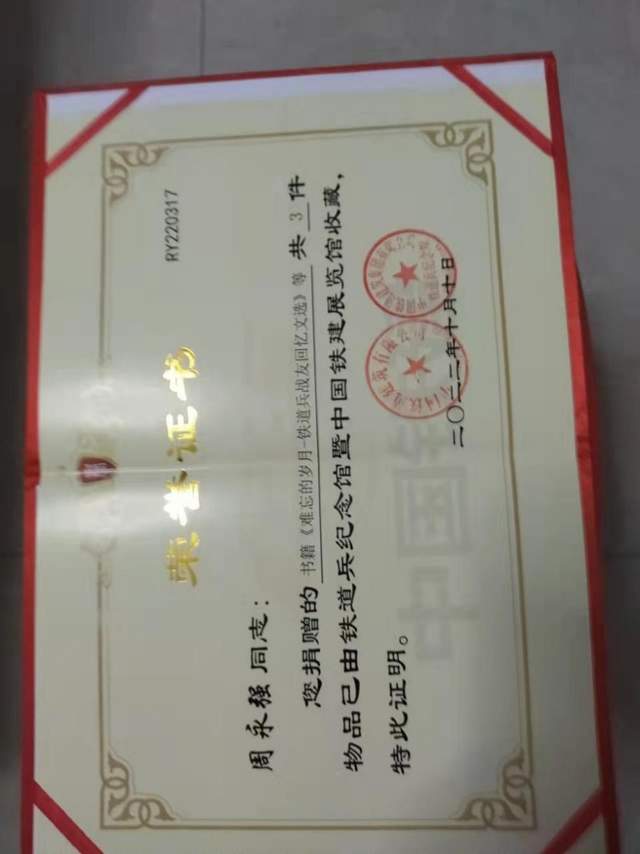 RY220317
荣誉证书
周永强 同志：
您捐赠的 书籍《难忘的岁月-铁道兵战友回忆文选》等 共 3 件
物品已由铁道兵纪念馆暨中国铁建展览馆收藏，
特此证明。
二〇二二年十月十日
中国